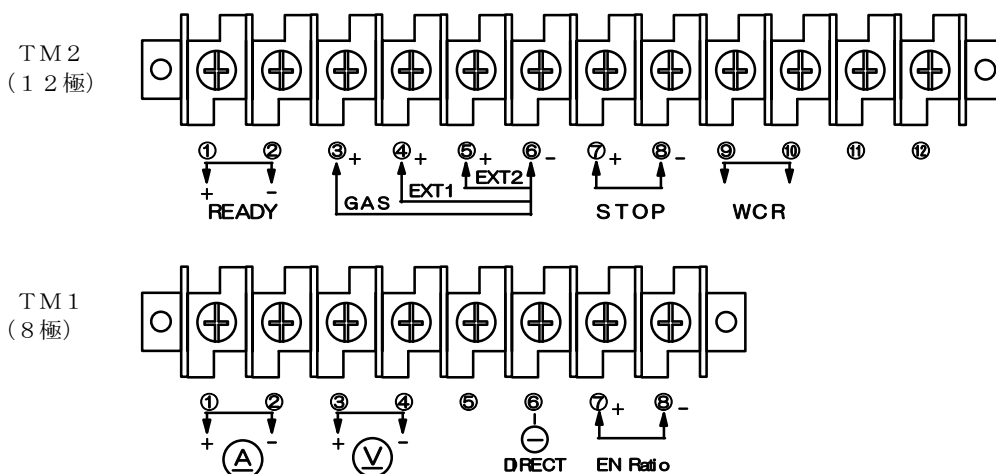 TM2
(12極)
① ② ③+ ④+ ⑤+ ⑥- ⑦+ ⑧- ⑨ ⑩ ⑪ ⑫
+ - GAS EXT1 EXT2
READY STOP WCR
TM1
(8極)
① ② ③ ④ ⑤ ⑥ ⑦+ ⑧-
+ - + - -
A V DIRECT EN Ratio